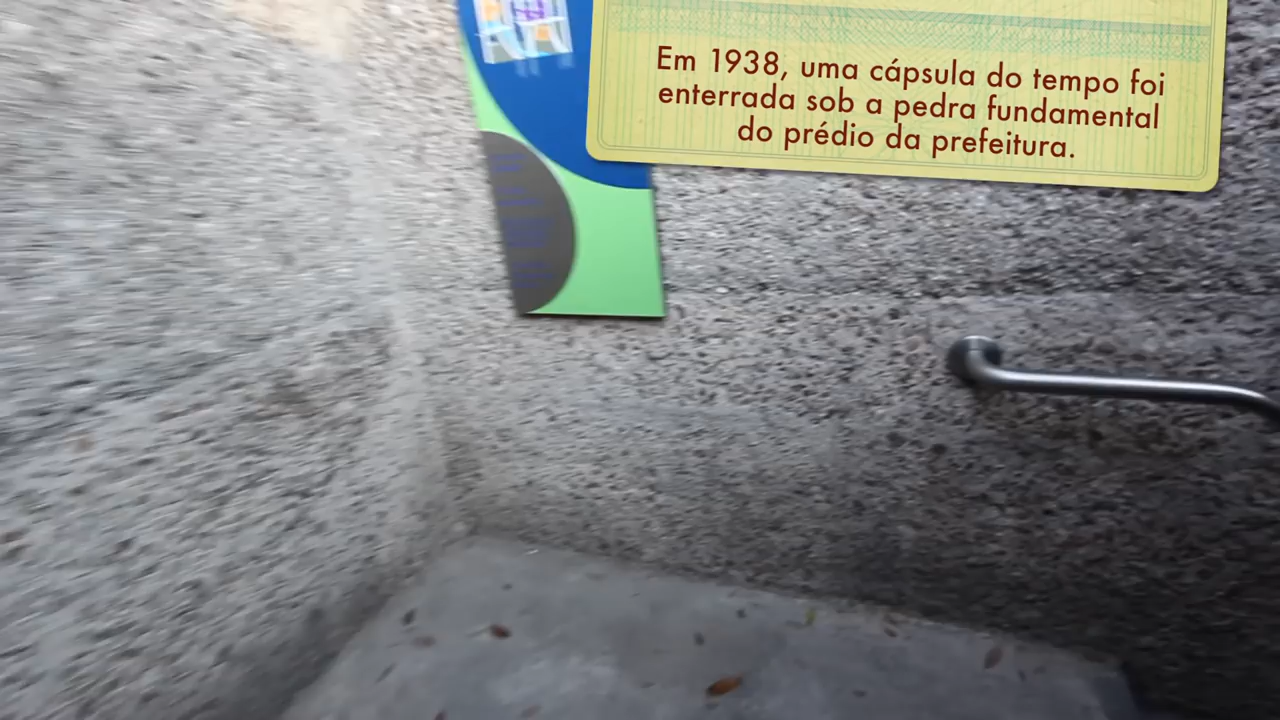 Em 1938, uma cápsula do tempo foi
enterrada sob a pedra fundamental
do prédio da prefeitura.